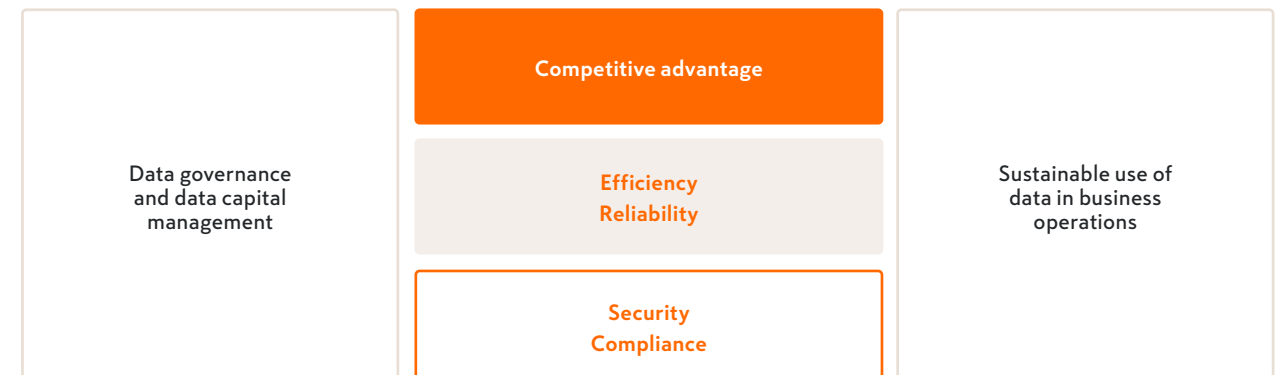 Data governance
and data capital
management
Competitive advantage
Efficiency
Reliability
Security
Compliance
Sustainable use of
data in business
operations